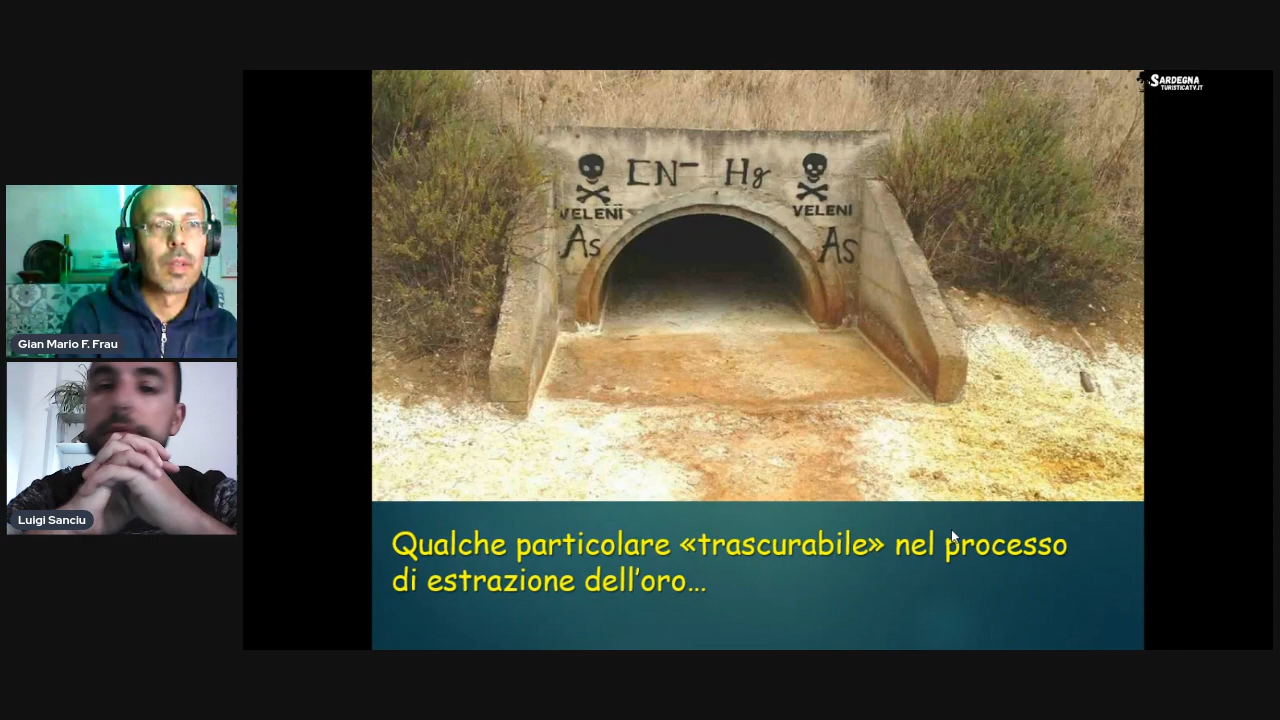 SARDEGNA
TURISTICATV.IT
CN⁻ Hg
VELENI VELENI
As As
Gian Mario F. Frau
Luigi Sanciu
Qualche particolare «trascurabile» nel processo
di estrazione dell'oro...